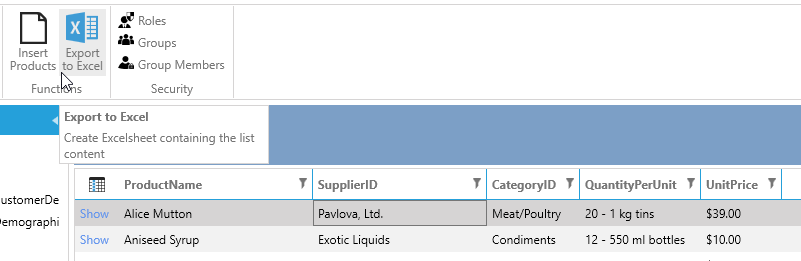 Insert
Products
Export
to Excel
Roles
Groups
Group Members
Functions
Security
Export to Excel
Create Excelsheet containing the list
content
ProductName SupplierID CategoryID QuantityPerUnit UnitPrice
ustomerDe
Show Alice Mutton Pavlova, Ltd. Meat/Poultry 20 - 1 kg tins $39.00
Demographi
Show Aniseed Syrup Exotic Liquids Condiments 12 - 550 ml bottles $10.00